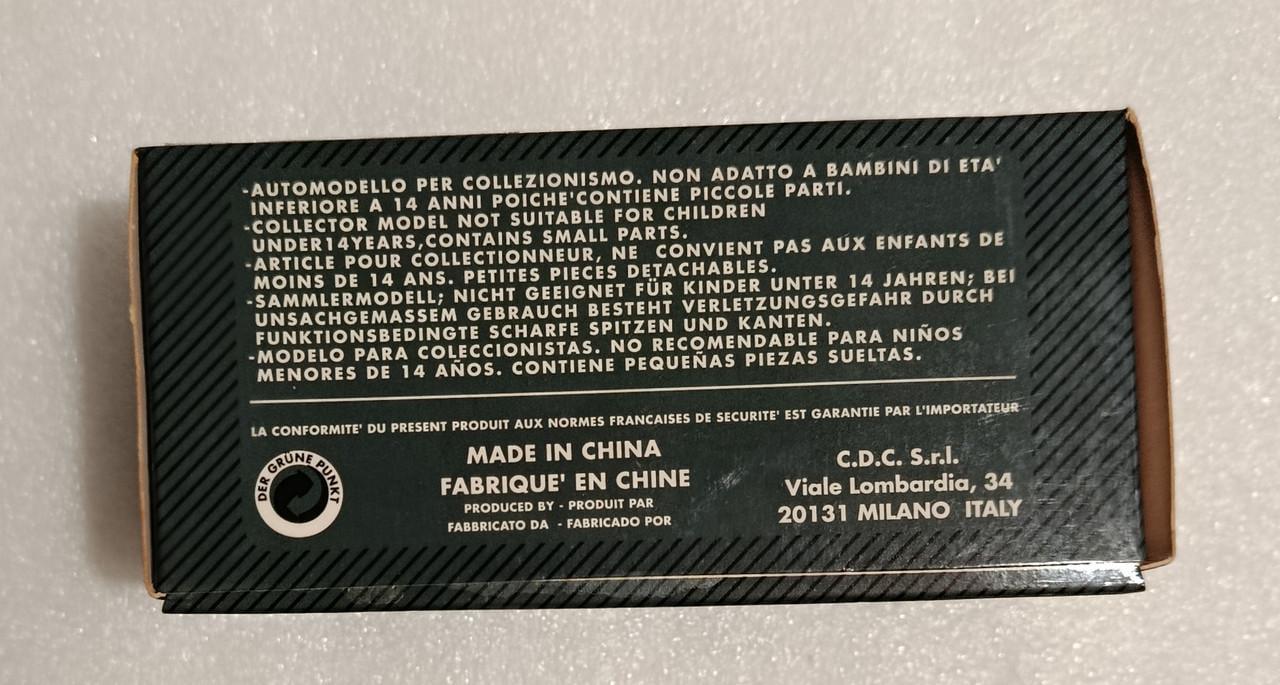 -AUTOMODELLO PER COLLEZIONISMO. NON ADATTO A BAMBINI DI ETA'
INFERIORE A 14 ANNI POICHE'CONTIENE PICCOLE PARTI.
-COLLECTOR MODEL NOT SUITABLE FOR CHILDREN
UNDER14YEARS,CONTAINS SMALL PARTS.
-ARTICLE POUR COLLECTIONNEUR, NE CONVIENT PAS AUX ENFANTS DE
MOINS DE 14 ANS. PETITES PIECES DETACHABLES.
-SAMMLERMODELL; NICHT GEEIGNET FÜR KINDER UNTER 14 JAHREN; BEI
UNSACHGEMASSEM GEBRAUCH BESTEHT VERLETZUNGSGEFAHR DURCH
FUNKTIONSBEDINGTE SCHARFE SPITZEN UND KANTEN.
-MODELO PARA COLECCIONISTAS. NO RECOMENDABLE PARA NIÑOS
MENORES DE 14 AÑOS. CONTIENE PEQUEÑAS PIEZAS SUELTAS.
LA CONFORMITE' DU PRESENT PRODUIT AUX NORMES FRANCAISES DE SECURITE' EST GARANTIE PAR L'IMPORTATEUR
DER GRÜNE PUNKT
MADE IN CHINA
FABRIQUE' EN CHINE
PRODUCED BY - PRODUIT PAR
FABBRICATO DA - FABRICADO POR
C.D.C. S.r.l.
Viale Lombardia, 34
20131 MILANO ITALY